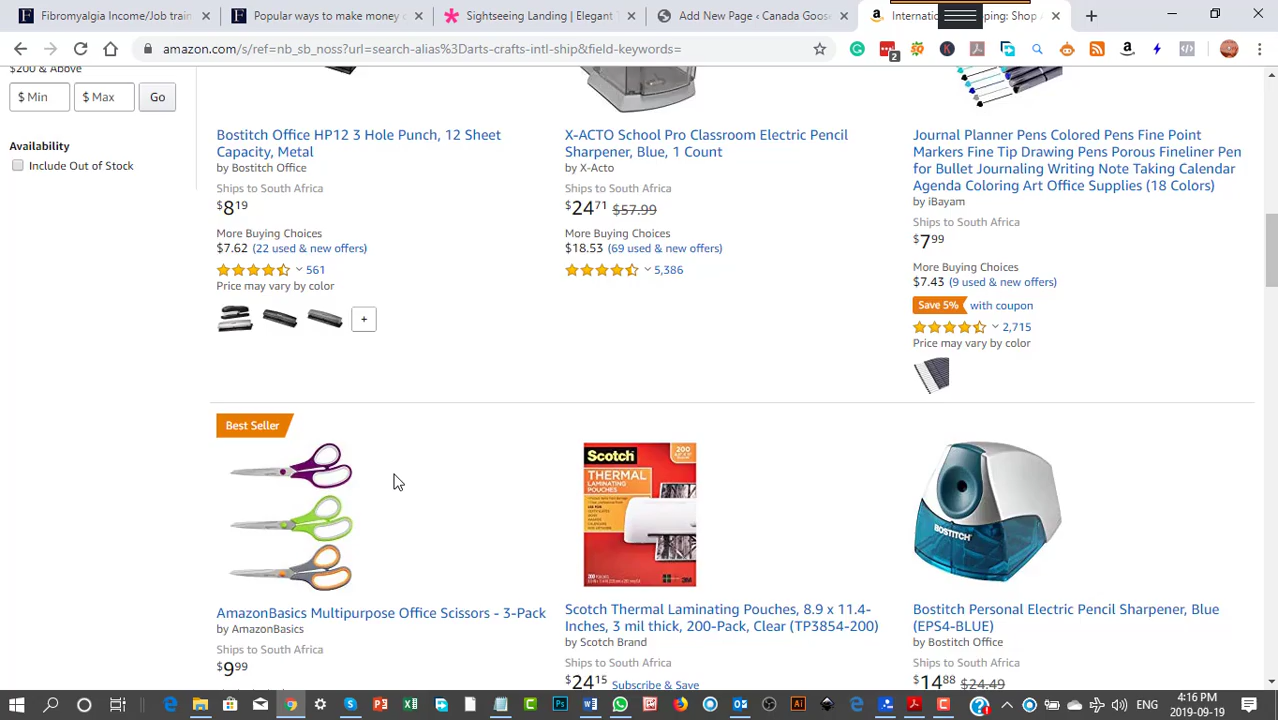 Fibromyalgia Income/Job training
Popular ways to make money
Sightseeing Landing | Elegant T
Add New Page ‹ Canada Goose
International Shopping: Shop A
amazon.com/s/ref=nb_sb_noss?url=search-alias%3Darts-crafts-intl-ship&field-keywords=
2
$200 & Above
$ Min $ Max Go
Availability
Include Out of Stock
Bostitch Office HP12 3 Hole Punch, 12 Sheet
Capacity, Metal
by Bostitch Office
Ships to South Africa
$8.19
More Buying Choices
$7.62 (22 used & new offers)
561
Price may vary by color
+
X-ACTO School Pro Classroom Electric Pencil
Sharpener, Blue, 1 Count
by X-Acto
Ships to South Africa
$24.71 $57.99
More Buying Choices
$18.53 (69 used & new offers)
5,386
Journal Planner Pens Colored Pens Fine Point
Markers Fine Tip Drawing Pens Porous Fineliner Pen
for Bullet Journaling Writing Note Taking Calendar
Agenda Coloring Art Office Supplies (18 Colors)
by iBayam
Ships to South Africa
$7.99
More Buying Choices
$7.43 (9 used & new offers)
Save 5% with coupon
2,715
Price may vary by color
Best Seller
AmazonBasics Multipurpose Office Scissors - 3-Pack
by AmazonBasics
Ships to South Africa
$9.99
Scotch
200
THERMAL
LAMINATING
POUCHES
Scotch Thermal Laminating Pouches, 8.9 x 11.4-
Inches, 3 mil thick, 200-Pack, Clear (TP3854-200)
by Scotch Brand
Ships to South Africa
$24.15 Subscribe & Save
BOSTITCH
Bostitch Personal Electric Pencil Sharpener, Blue
(EPS4-BLUE)
by Bostitch Office
Ships to South Africa
$14.88 $24.49
ENG
4:16 PM
2019-09-19